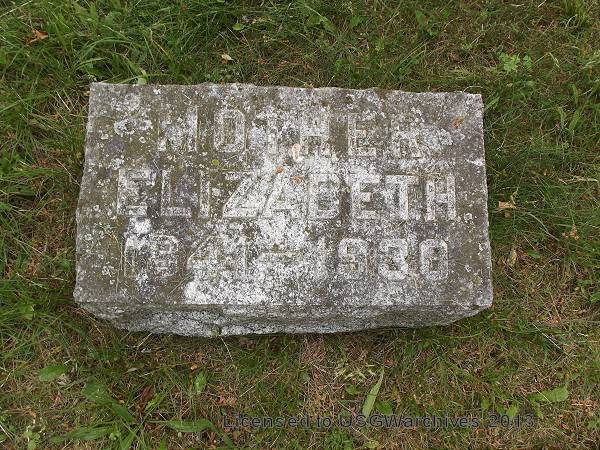 MOTHER
ELIZABETH
1841–1930
Licensed to USGWarchives 2013